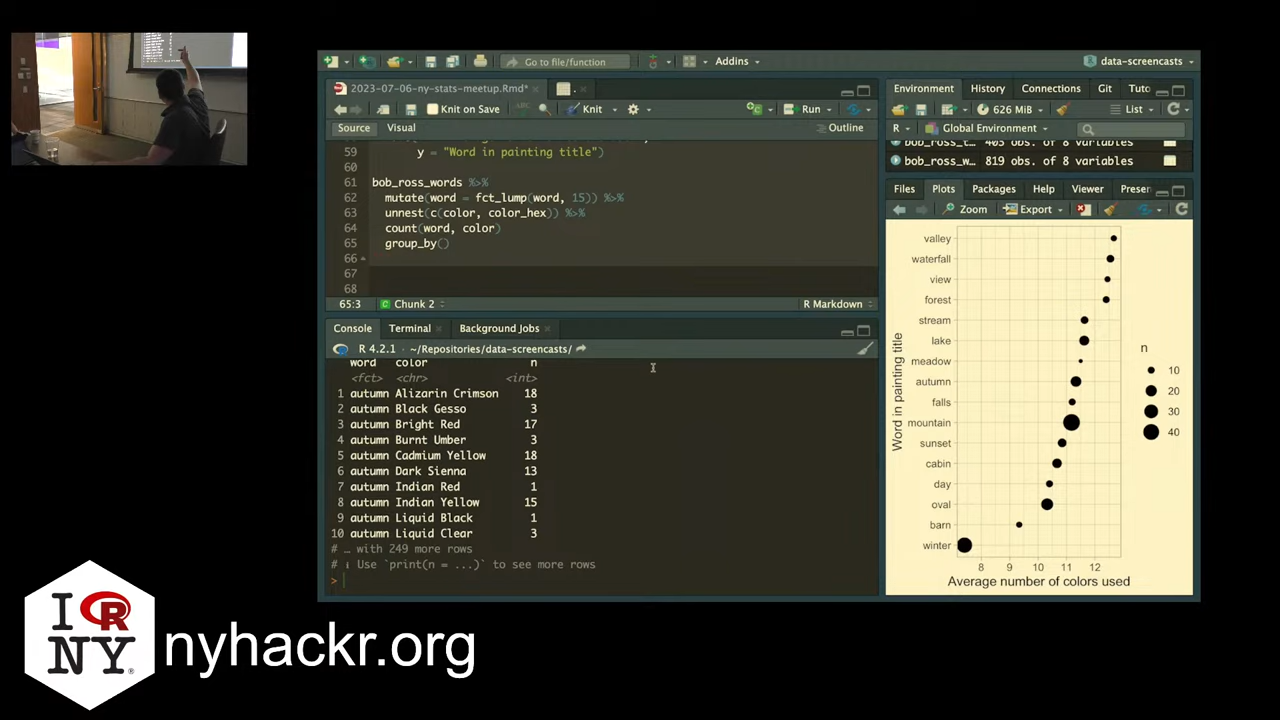 Go to file/function
Addins
data-screencasts
2023-07-06-ny-stats-meetup.Rmd*
Knit on Save
ABC
Knit
Run
Source
Visual
Outline
59 y = "Word in painting title")
60
61 bob_ross_words %>%
62 mutate(word = fct_lump(word, 15)) %>%
63 unnest(c(color, color_hex)) %>%
64 count(word, color)
65 group_by()
66
67
68
65:3
C Chunk 2
R Markdown
Console
Terminal
Background Jobs
R 4.2.1 · ~/Repositories/data-screencasts/
word color n
<fct> <chr> <int>
1 autumn Alizarin Crimson 18
2 autumn Black Gesso 3
3 autumn Bright Red 17
4 autumn Burnt Umber 3
5 autumn Cadmium Yellow 18
6 autumn Dark Sienna 13
7 autumn Indian Red 1
8 autumn Indian Yellow 15
9 autumn Liquid Black 1
10 autumn Liquid Clear 3
# … with 249 more rows
# ℹ Use `print(n = ...)` to see more rows
>
Environment
History
Connections
Git
Tuto
626 MiB
List
R
Global Environment
bob_ross_t… 403 obs. of 8 variables
bob_ross_w… 819 obs. of 8 variables
Files
Plots
Packages
Help
Viewer
Preser
Zoom
Export
valley
waterfall
view
forest
stream
lake
meadow
autumn
falls
mountain
sunset
cabin
day
oval
barn
winter
Word in painting title
8 9 10 11 12
Average number of colors used
n
10
20
30
40
I R
NY
®
nyhackr.org